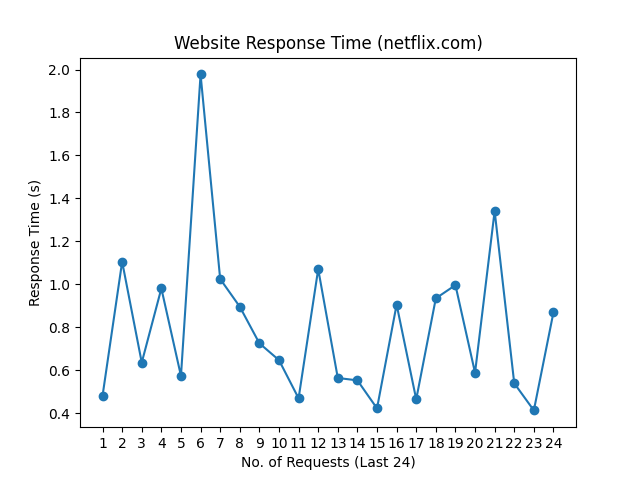 Website Response Time (netflix.com)
Response Time (s)
2.0
1.8
1.6
1.4
1.2
1.0
0.8
0.6
0.4
1 2 3 4 5 6 7 8 9 10 11 12 13 14 15 16 17 18 19 20 21 22 23 24
No. of Requests (Last 24)